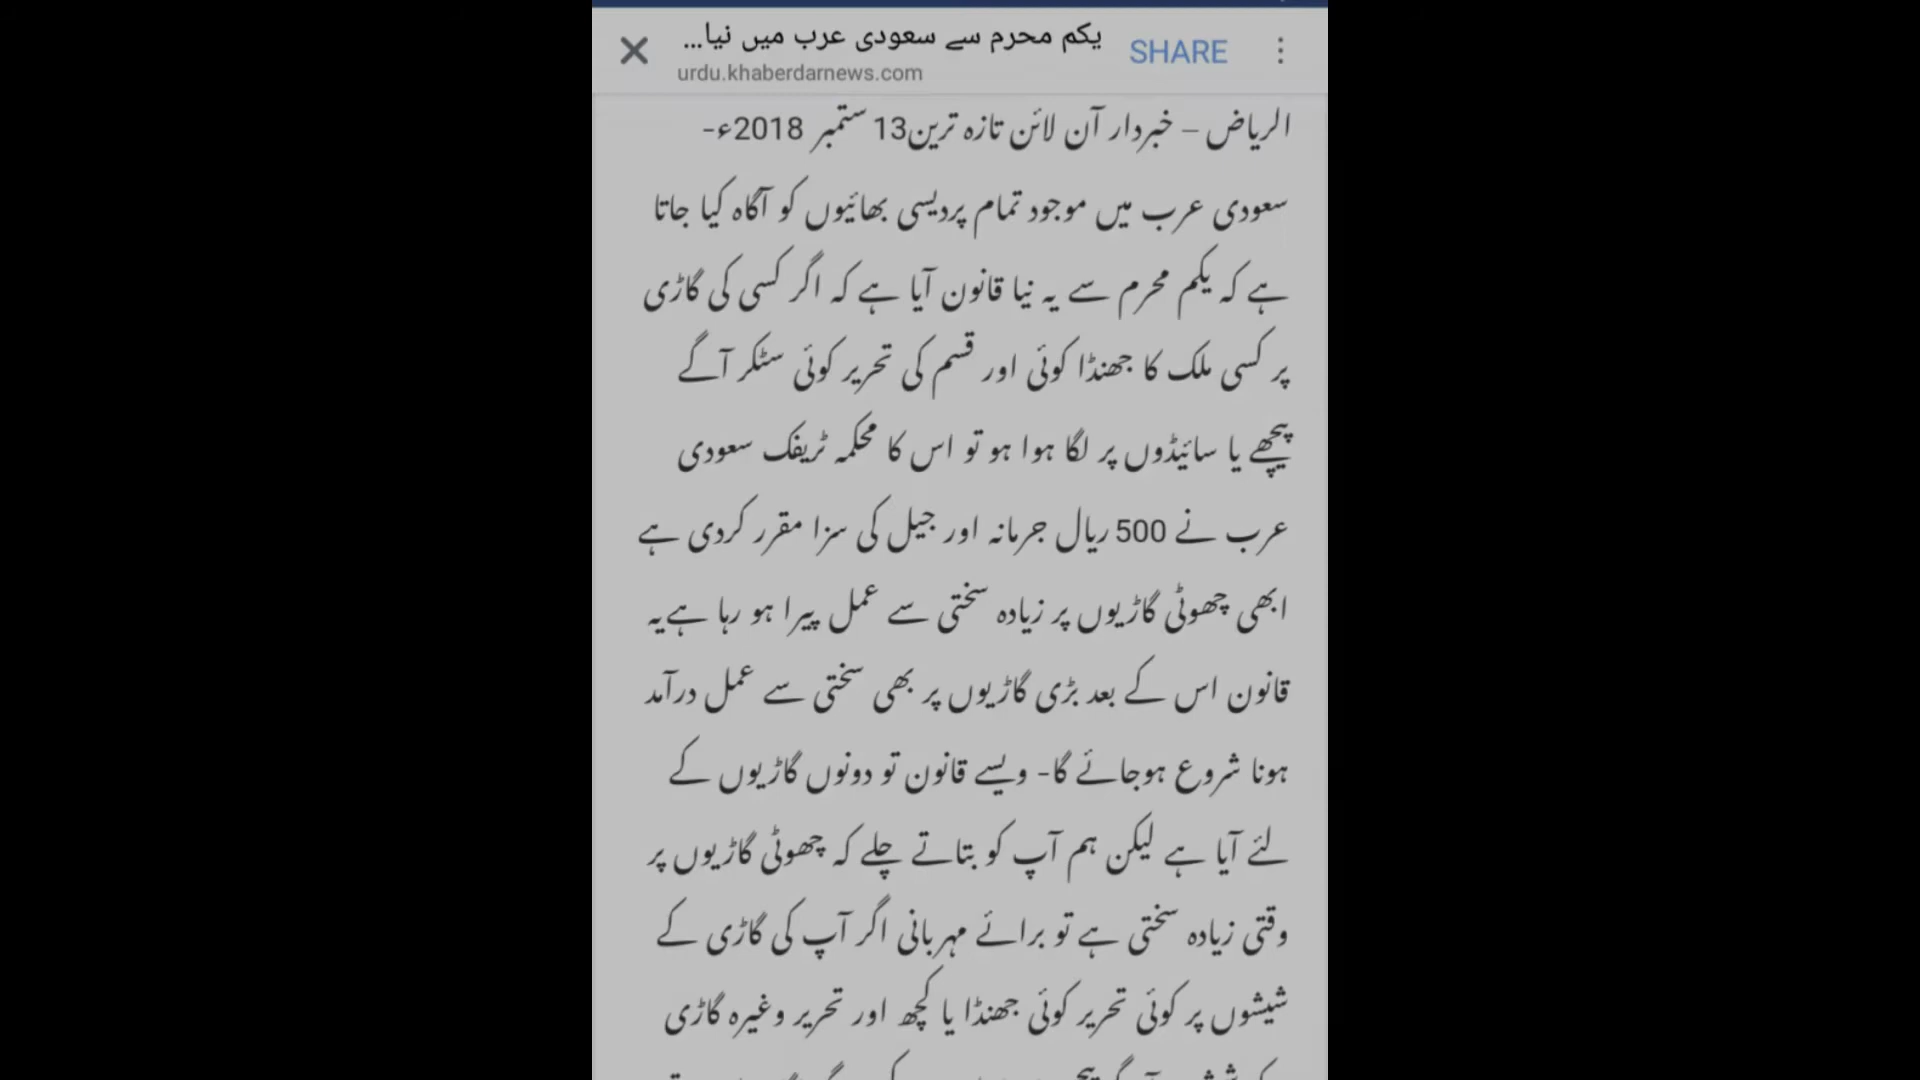 یکم محرم سے سعودی عرب میں نیا...
SHARE
urdu.khaberdarnews.com
الریاض – خبردار آن لائن تازہ ترین13 ستمبر 2018ء-
سعودی عرب میں موجود تمام پردیسی بھائیوں کو آگاہ کیا جاتا
ہے کہ یکم محرم سے یہ نیا قانون آیا ہے کہ اگر کسی کی گاڑی
پر کسی ملک کا جھنڈا کوئی اور قسم کی تحریر کوئی سٹکر آگے
پیچھے یا سائیڈوں پر لگا ہوا ہو تو اس کا محکمہ ٹریفک سعودی
عرب نے 500 ریال جرمانہ اور جیل کی سزا مقرر کردی ہے
ابھی چھوٹی گاڑیوں پر زیادہ سختی سے عمل پیرا ہو رہا ہے یہ
قانون اس کے بعد بڑی گاڑیوں پر بھی سختی سے عمل درآمد
ہونا شروع ہوجائے گا- ویسے قانون تو دونوں گاڑیوں کے
لئے آیا ہے لیکن ہم آپ کو بتاتے چلے کہ چھوٹی گاڑیوں پر
وقتی زیادہ سختی ہے تو برائے مہربانی اگر آپ کی گاڑی کے
شیشوں پر کوئی تحریر کوئی جھنڈا یا کچھ اور تحریر وغیرہ گاڑی